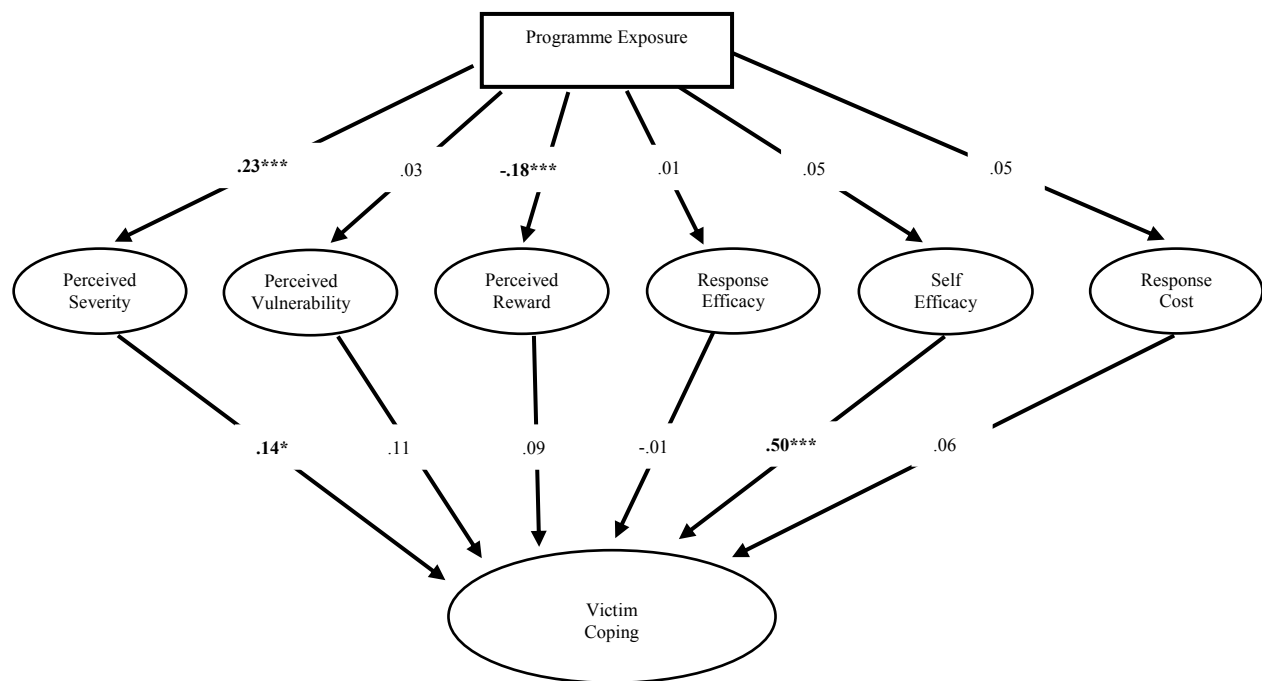 Programme Exposure
.23***
.03
-.18***
.01
.05
.05
Perceived
Severity
Perceived
Vulnerability
Perceived
Reward
Response
Efficacy
Self
Efficacy
Response
Cost
.14*
.11
.09
-.01
.50***
.06
Victim
Coping